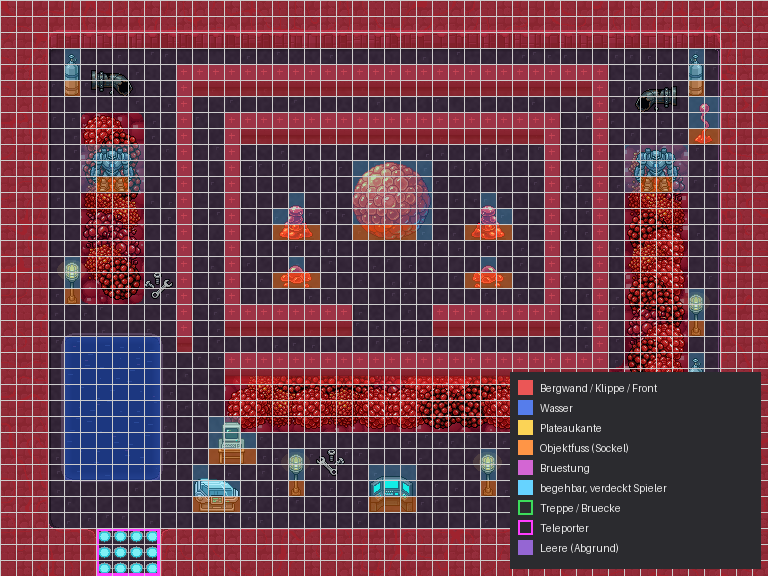 Bergwand / Klippe / Front
Wasser
Plateaukante
Objektfuss (Sockel)
Bruestung
begehbar, verdeckt Spieler
Treppe / Bruecke
Teleporter
Leere (Abgrund)